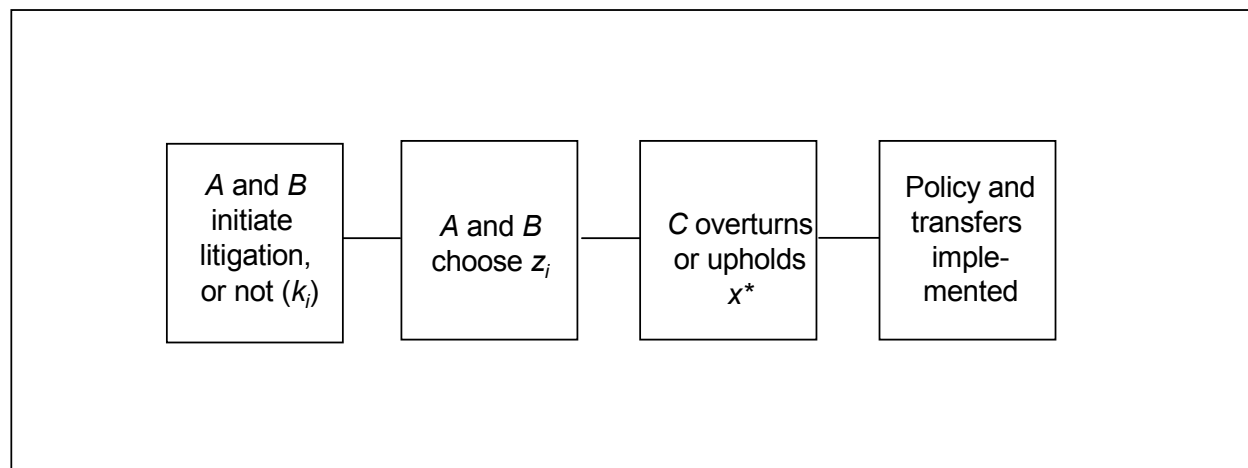 A and B
initiate
litigation,
or not (kᵢ)
A and B
choose zᵢ
C overturns
or upholds
x*
Policy and
transfers
imple-
mented